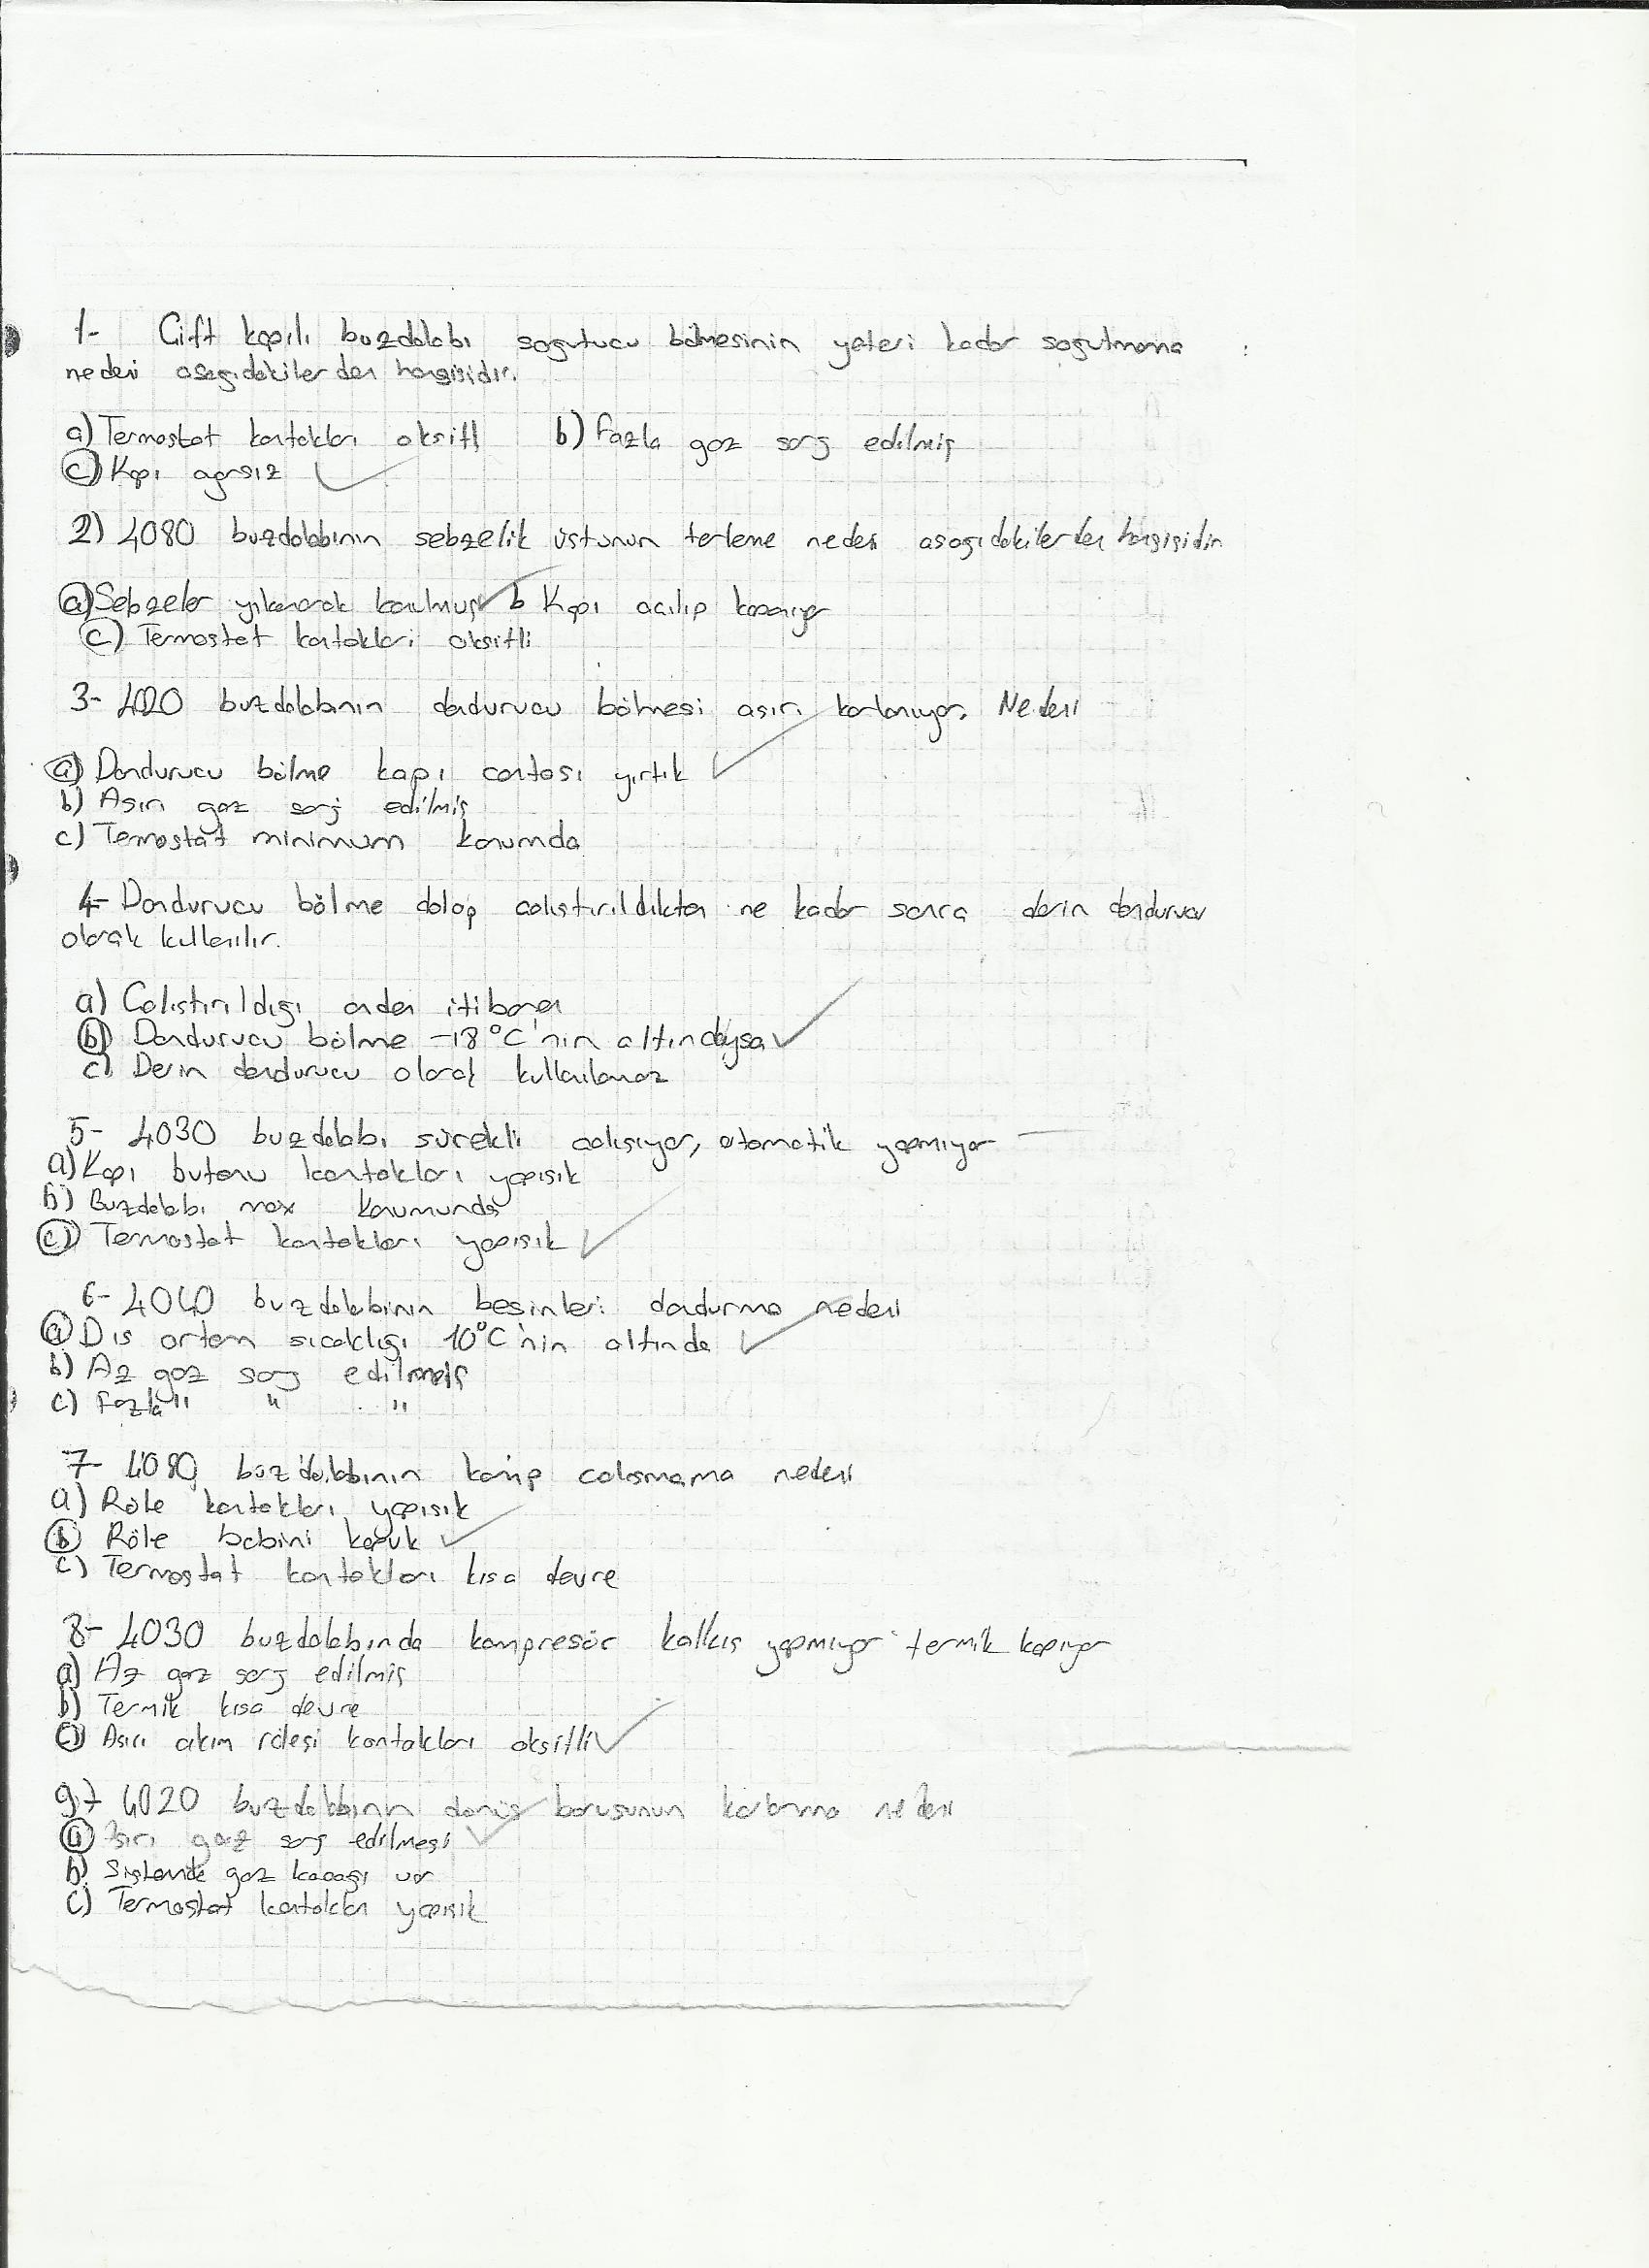 1- Çift kapılı buzdolabı soğutucu bölmesinin yeteri kadar soğutmama
nedeni aşağıdakilerden hangisidir.
a) Termostat kontakları oksitli b) Fazla gaz şarj edilmiş
c) Kapı ayarsız
2) 4080 buzdolabının sebzelik üstünün terleme nedeni aşağıdakilerden hangisidir
a) Sebzeler yıkanarak konulmuş b Kapı açılıp kapanıyor
c) Termostat kontakları oksitli
3- 4020 buzdolabının dondurucu bölmesi aşırı karlanıyor. Nedeni
a) Dondurucu bölme kapı contası yırtık
b) Aşırı gaz şarj edilmiş
c) Termostat minimum konumda
4- Dondurucu bölme dolap çalıştırıldıktan ne kadar sonra derin dondurucu
olarak kullanılır.
a) Çalıştırıldığı andan itibaren
b) Dondurucu bölme -18°C'nin altındaysa
c) Derin dondurucu olarak kullanılamaz
5- 4030 buzdolabı sürekli çalışıyor, otomatik yapmıyor
a) Kapı butonu kontakları yapışık
b) Buzdolabı max konumunda
c) Termostat kontakları yapışık
6- 4040 buzdolabının besinleri dondurma nedeni
a) Dış ortam sıcaklığı 10°C'nin altında
b) Az gaz şarj edilmiş
c) Fazla " " "
7- 4080 buzdolabının komp çalışmama nedeni
a) Röle kontakları yapışık
b) Röle bobini kopuk
c) Termostat kontakları kısa devre
8- 4030 buzdolabında kompresör kalkış yapmıyor termik kapıyor
a) Az gaz şarj edilmiş
b) Termik kısa devre
c) Aşırı akım rölesi kontakları oksitli
9- 4020 buzdolabının dönüş borusunun karlanma nedeni
a) Aşırı gaz şarj edilmesi
b) Sistemde gaz kaçağı var
c) Termostat kontakları yapışık